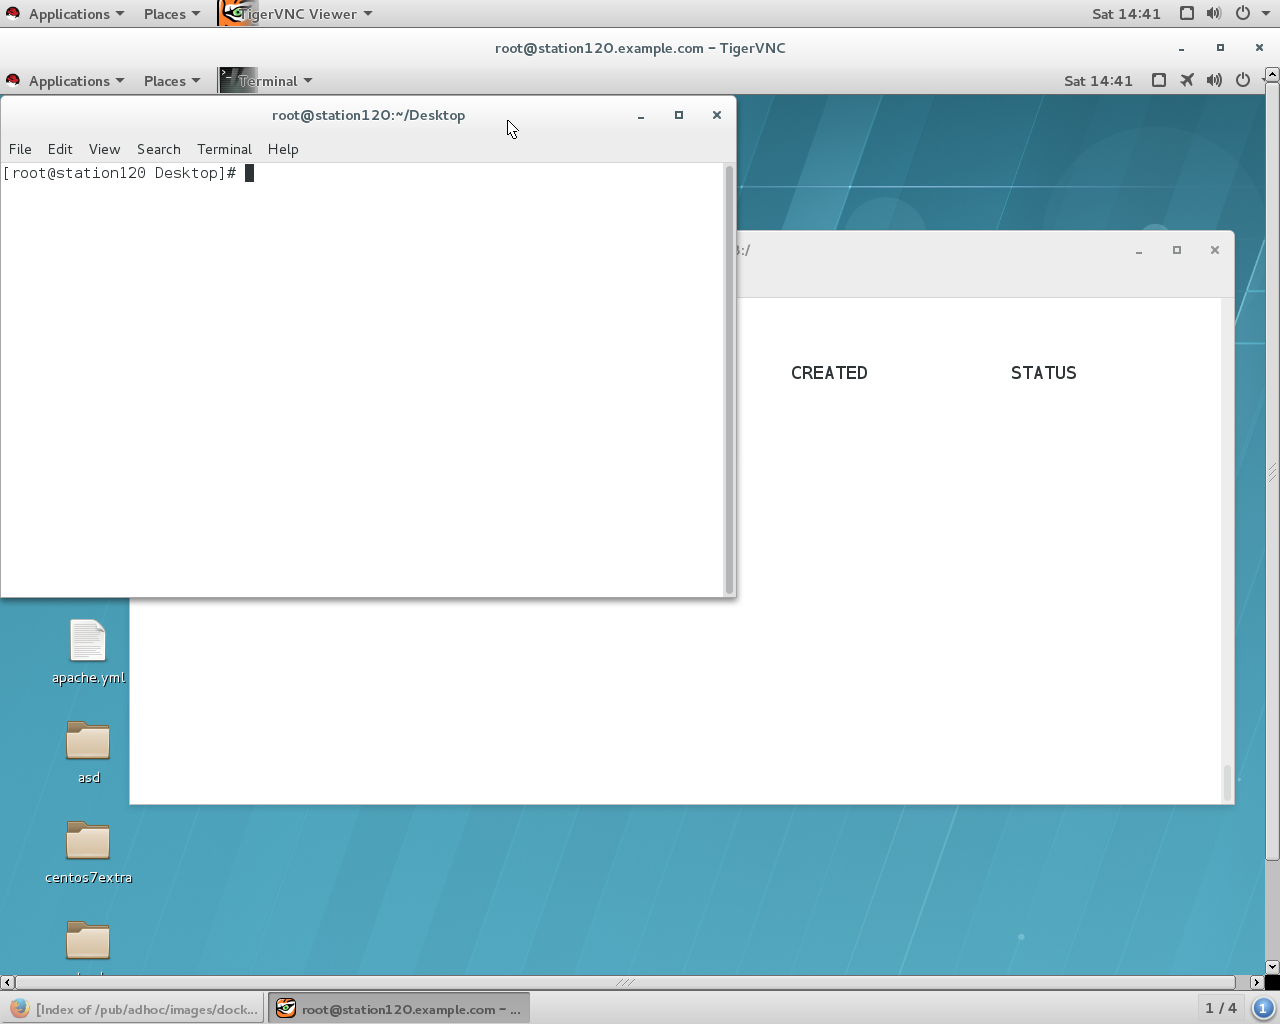 Applications Places TigerVNC Viewer Sat 14:41
root@station120.example.com - TigerVNC
Applications Places Terminal Sat 14:41
root@station120:~/Desktop
File Edit View Search Terminal Help
[root@station120 Desktop]#
:/
CREATED STATUS
apache.yml
asd
centos7extra
[Index of /pub/adhoc/images/dock...
root@station120.example.com - ...
1 / 4
1